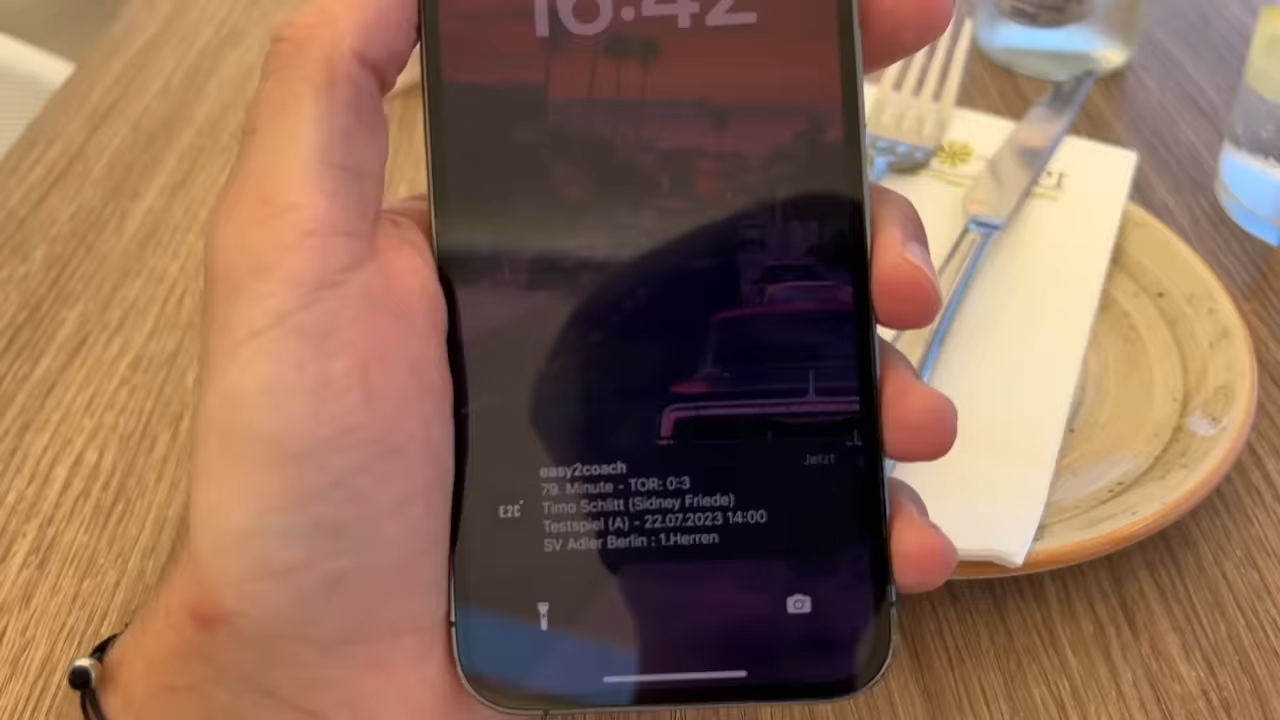 16:42
easy2coach
Jetzt
79. Minute - TOR: 0:3
Timo Schlitt (Sidney Friede)
E2C
Testspiel (A) - 22.07.2023 14:00
SV Adler Berlin : 1.Herren